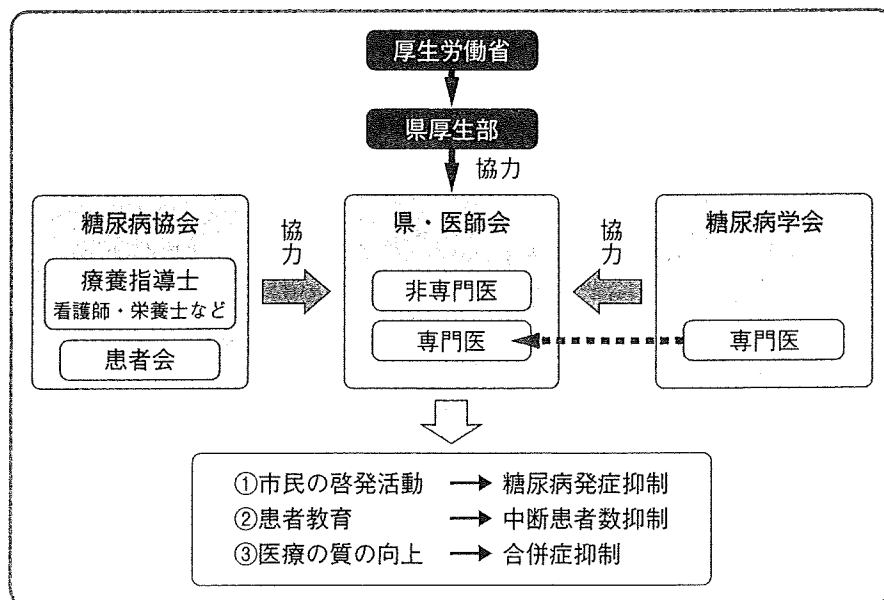 厚生労働省
県厚生部
協力
糖尿病協会
療養指導士
看護師・栄養士など
患者会
協力
県・医師会
非専門医
専門医
協力
糖尿病学会
専門医
①市民の啓発活動 → 糖尿病発症抑制
②患者教育 → 中断患者数抑制
③医療の質の向上 → 合併症抑制